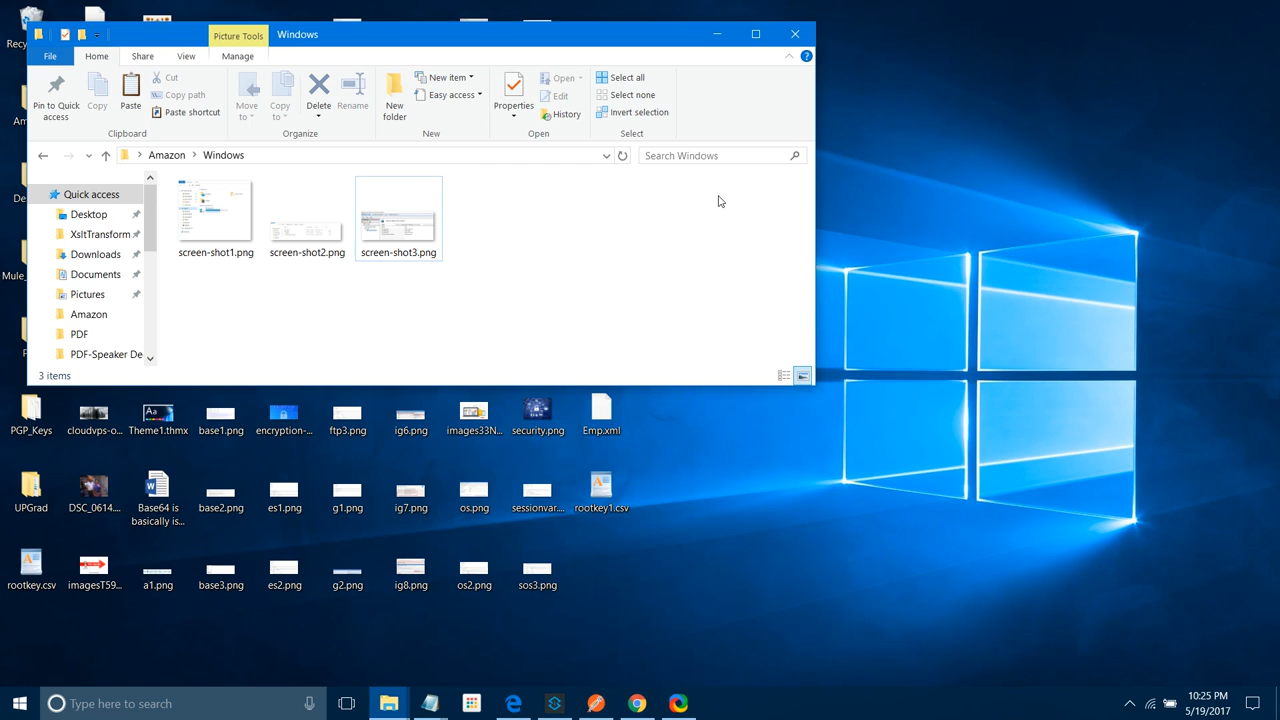 Picture Tools
Windows
File
Home
Share
View
Manage
Pin to Quick
access
Copy
Paste
Cut
Copy path
Paste shortcut
Clipboard
Move
to
Copy
to
Delete
Rename
Organize
New
folder
New item
Easy access
New
Properties
Open
Edit
History
Open
Select all
Select none
Invert selection
Select
Amazon
Windows
Search Windows
Quick access
Desktop
XsltTransform
Downloads
Documents
Pictures
Amazon
PDF
PDF-Speaker De
screen-shot1.png
screen-shot2.png
screen-shot3.png
3 items
PGP_Keys
cloudvps-o...
Theme1.thmx
base1.png
encryption-...
ftp3.png
ig6.png
images33N...
security.png
Emp.xml
UPGrad
DSC_0614....
Base64 is
basically is...
base2.png
es1.png
g1.png
ig7.png
os.png
sessionvar....
rootkey1.csv
rootkey.csv
imagesT59...
a1.png
base3.png
es2.png
g2.png
ig8.png
os2.png
sos3.png
Type here to search
10:25 PM
5/19/2017